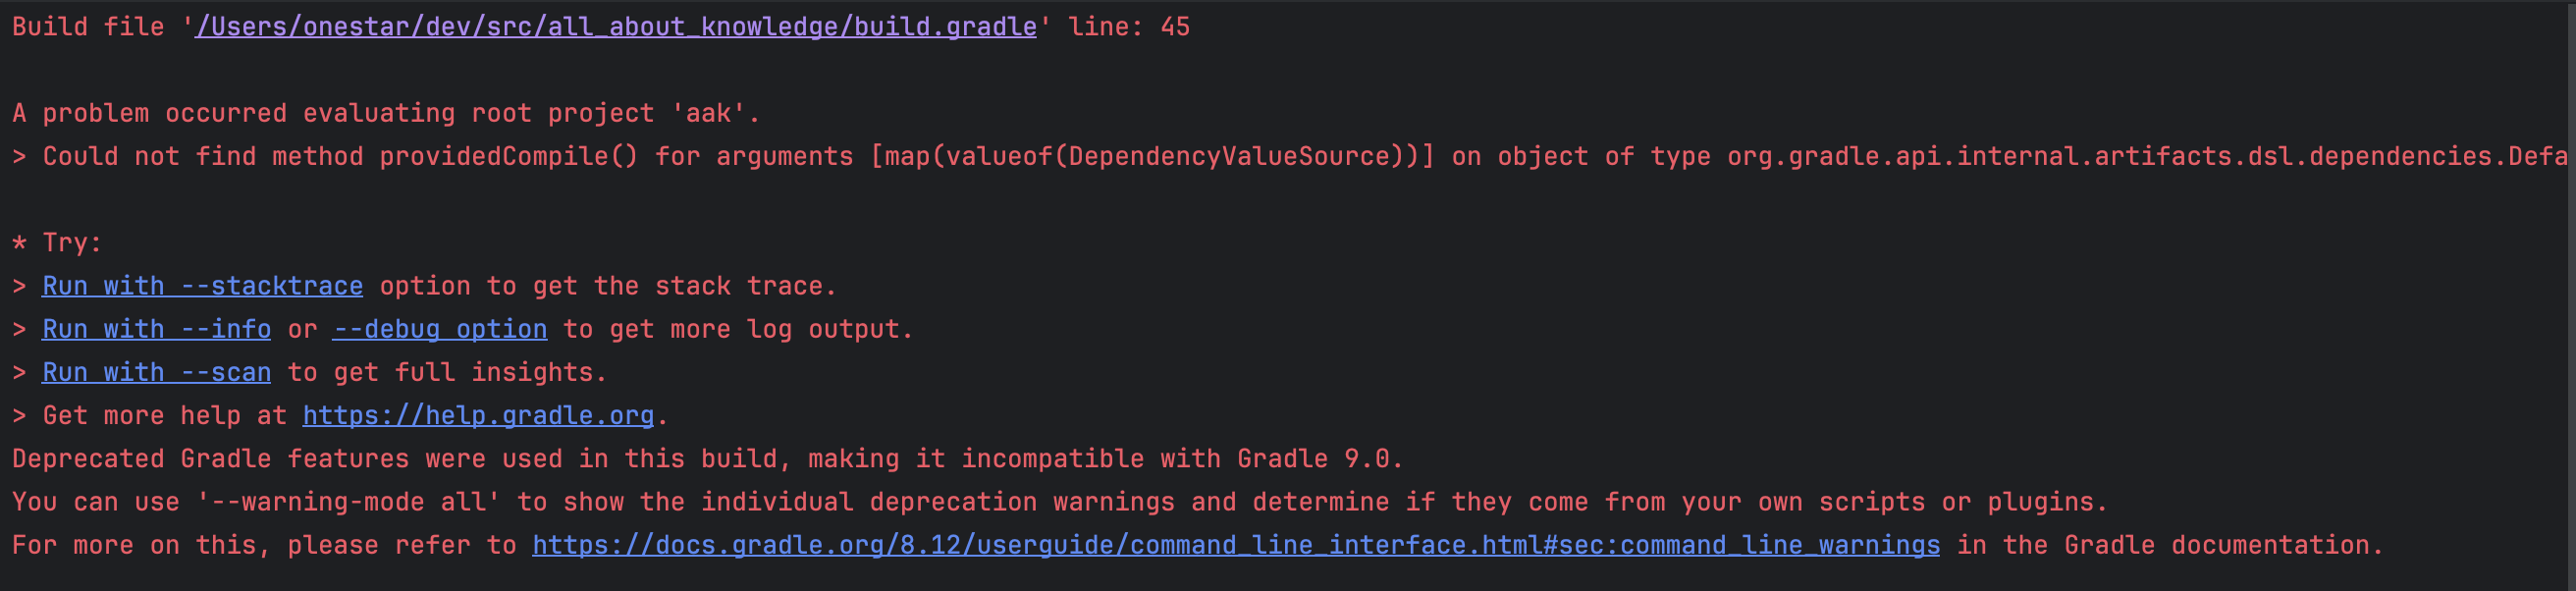 Build file '/Users/onestar/dev/src/all_about_knowledge/build.gradle' line: 45
A problem occurred evaluating root project 'aak'.
> Could not find method providedCompile() for arguments [map(valueof(DependencyValueSource))] on object of type org.gradle.api.internal.artifacts.dsl.dependencies.Defa
* Try:
> Run with --stacktrace option to get the stack trace.
> Run with --info or --debug option to get more log output.
> Run with --scan to get full insights.
> Get more help at https://help.gradle.org.
Deprecated Gradle features were used in this build, making it incompatible with Gradle 9.0.
You can use '--warning-mode all' to show the individual deprecation warnings and determine if they come from your own scripts or plugins.
For more on this, please refer to https://docs.gradle.org/8.12/userguide/command_line_interface.html#sec:command_line_warnings in the Gradle documentation.